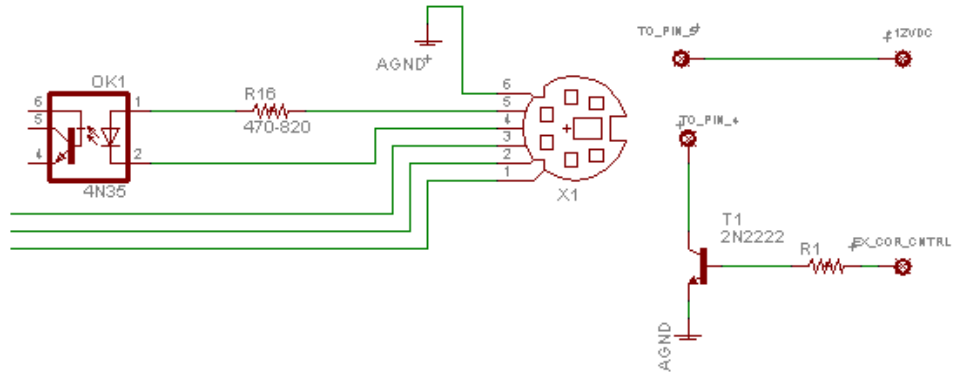 TO_PIN_5
12VDC
AGND
OK1
6
5
4
1
2
4N35
R16
470-820
6
5
4
3
2
1
X1
TO_PIN_4
T1
2N2222
R1
EX_COR_CNTRL
AGND